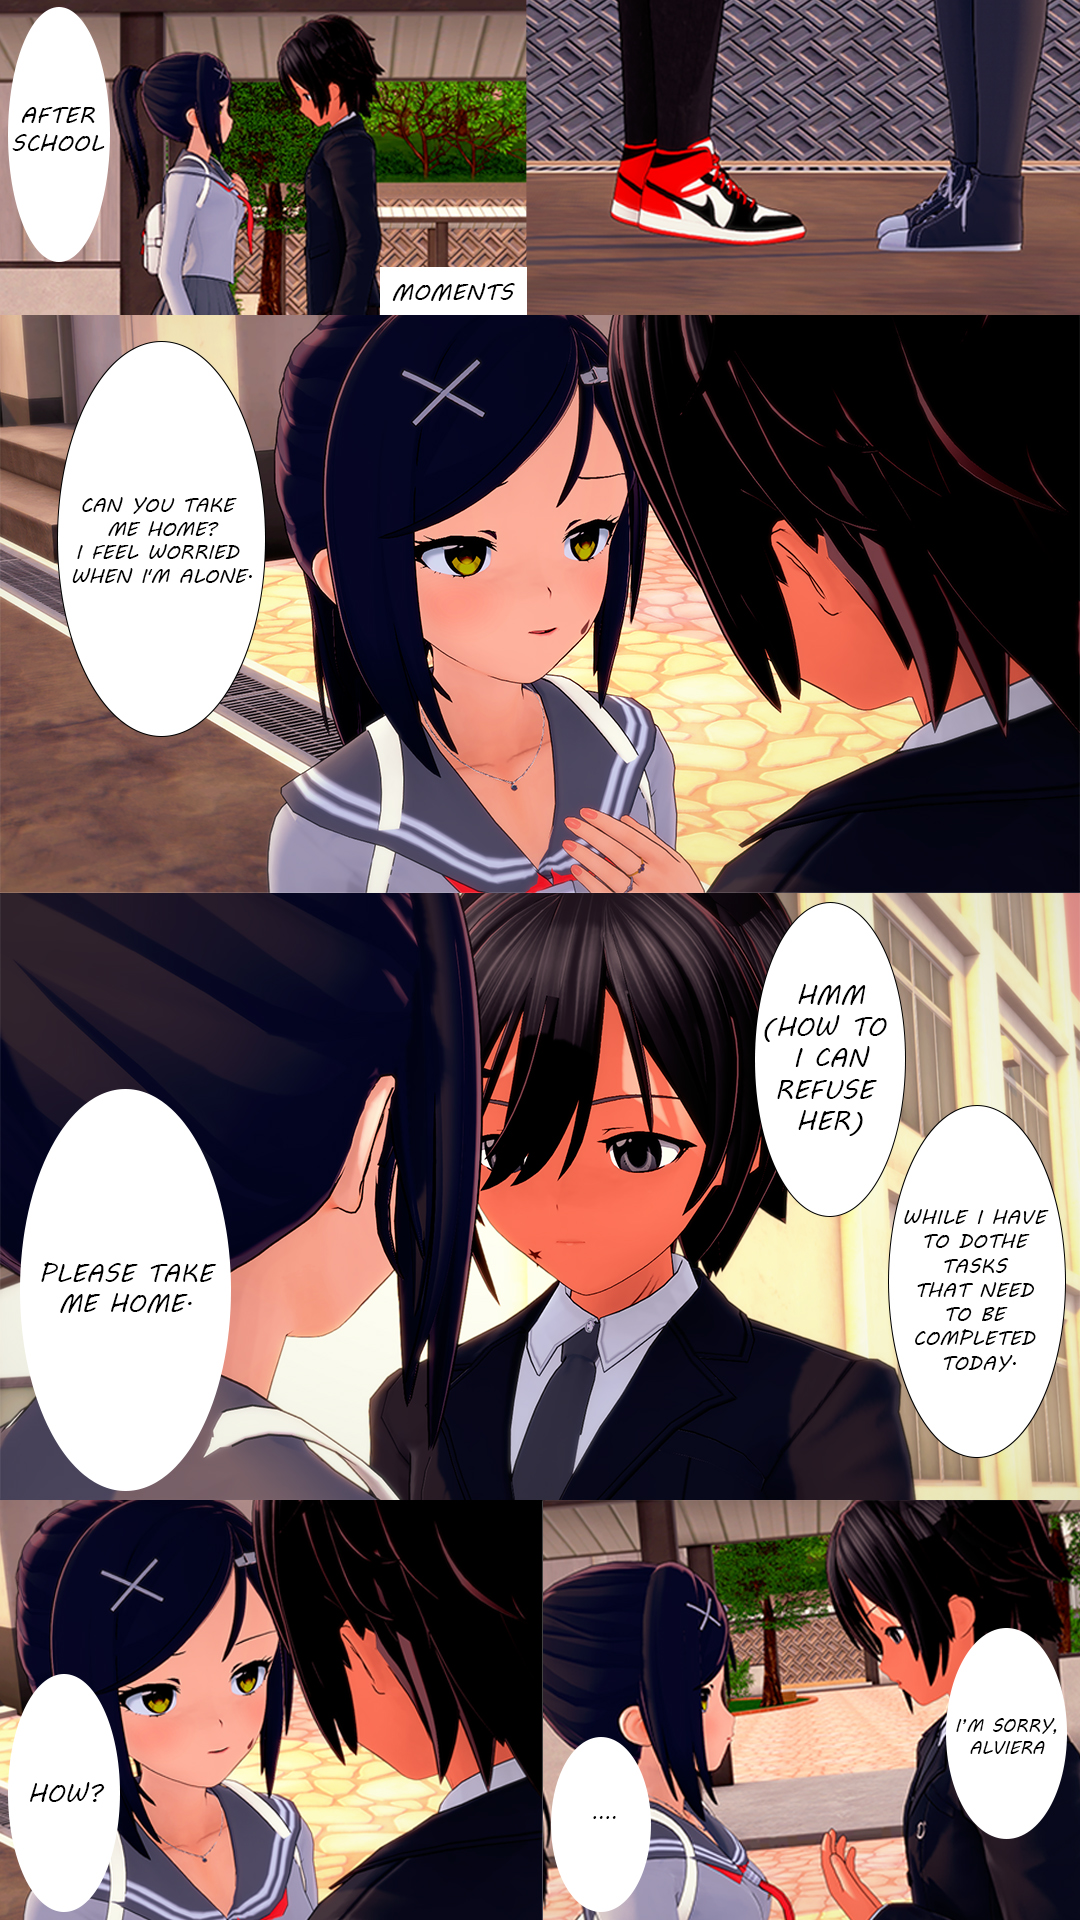 AFTER
SCHOOL
MOMENTS
CAN YOU TAKE
ME HOME?
I FEEL WORRIED
WHEN I'M ALONE.
HMM
(HOW TO
I CAN
REFUSE
HER)
PLEASE TAKE
ME HOME.
WHILE I HAVE
TO DOTHE
TASKS
THAT NEED
TO BE
COMPLETED
TODAY.
HOW?
I'M SORRY,
ALVIERA
....